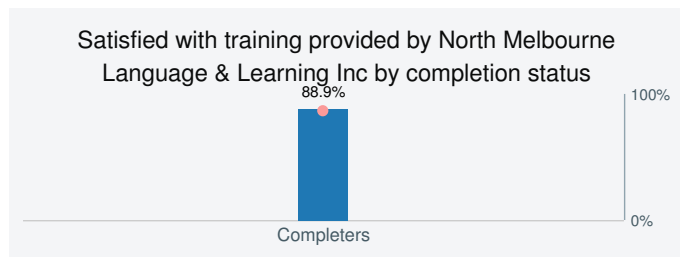 Satisfied with training provided by North Melbourne
Language & Learning Inc by completion status
88.9%
100%
0%
Completers